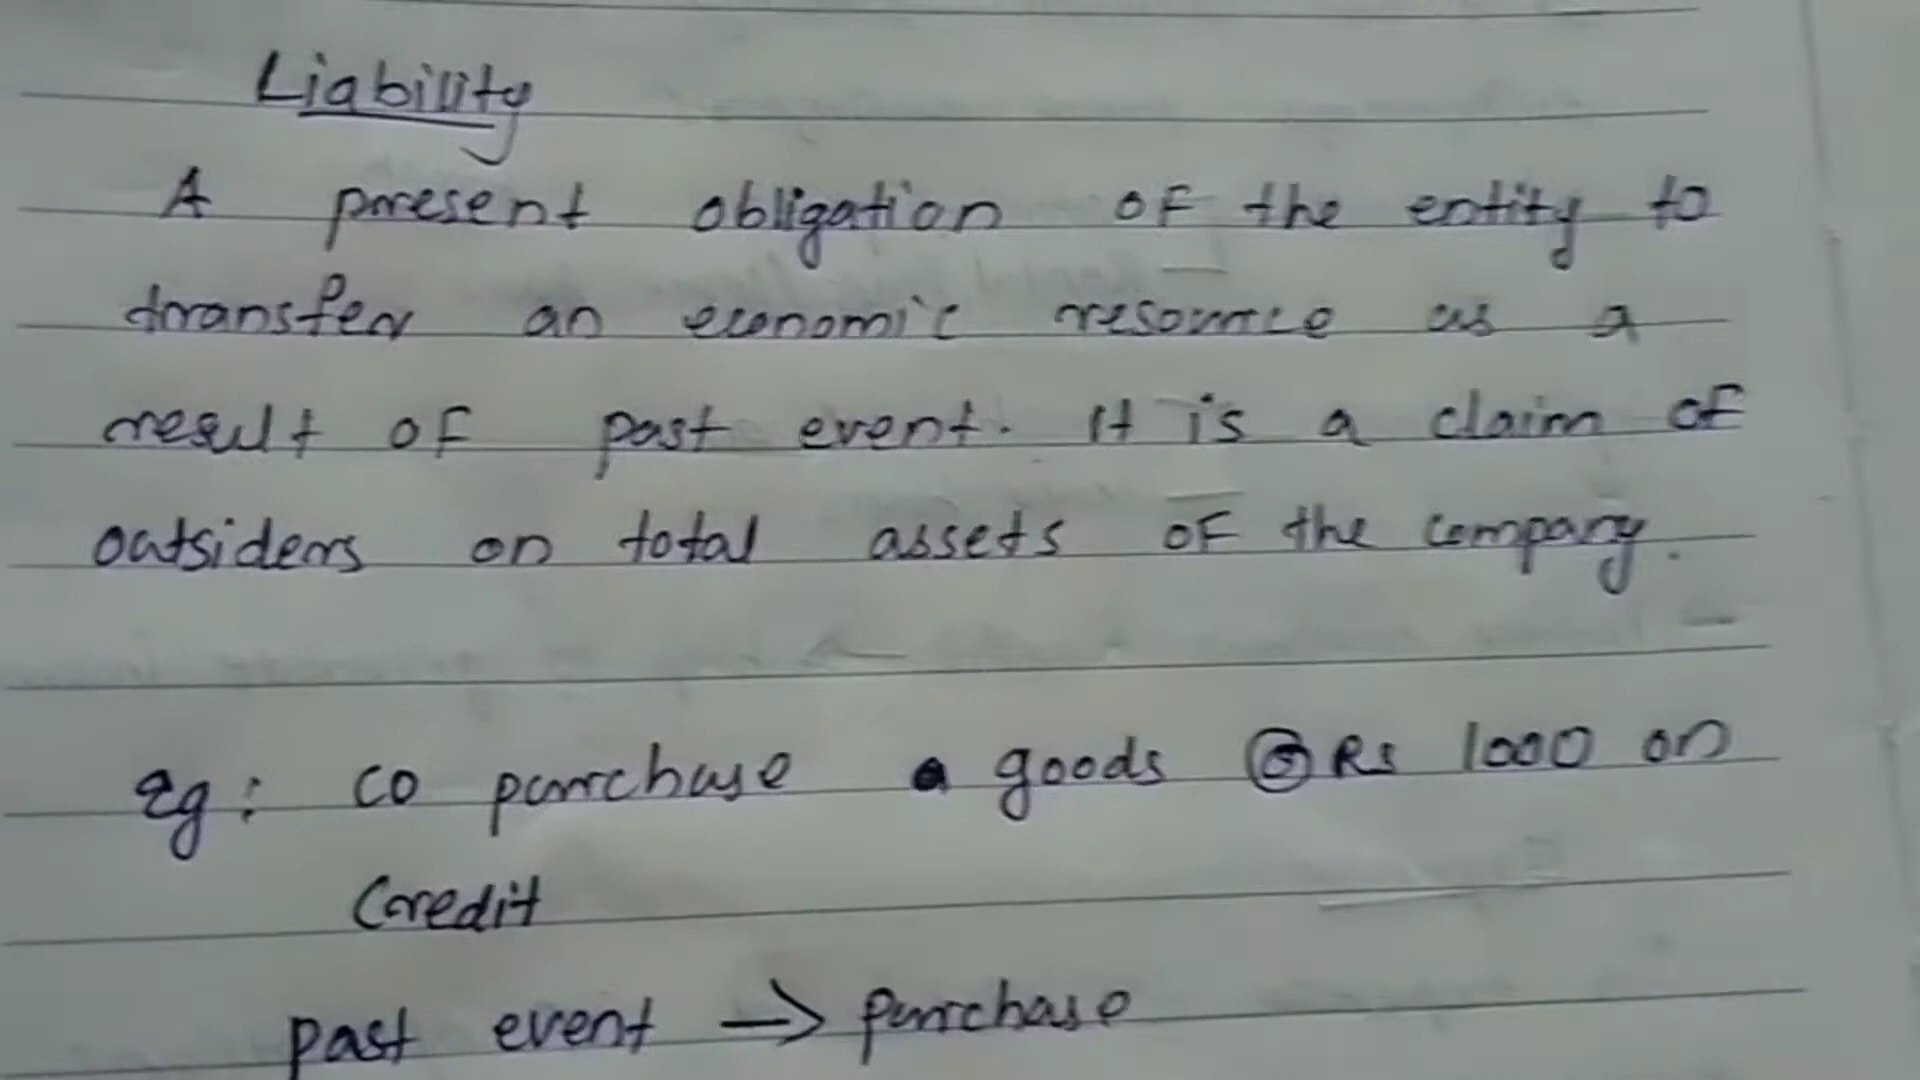 Liability
A present obligation of the entity to
transfer an economic resource as a
result of past event. It is a claim of
outsiders on total assets of the company.
eg: co purchase a goods @ Rs 1000 on
credit
past event → purchase